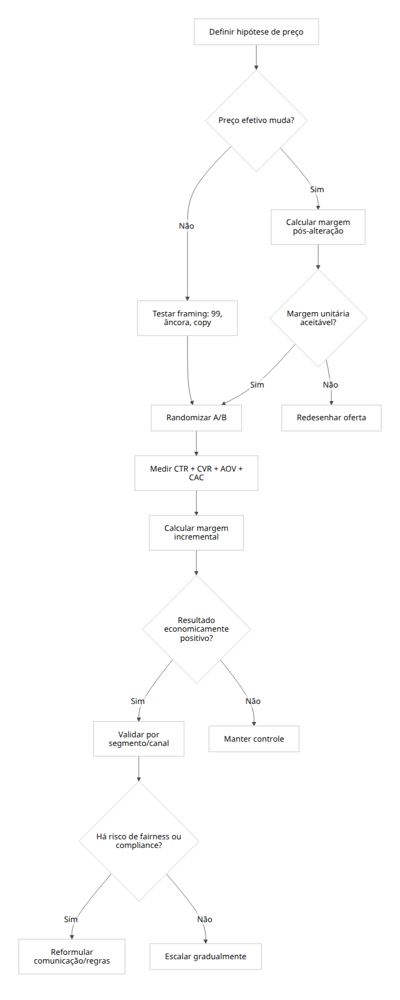 Definir hipótese de preço
Preço efetivo muda?
Sim
Calcular margem
pós-alteração
Não
Testar framing: 99,
âncora, copy
Margem unitária
aceitável?
Sim
Não
Randomizar A/B
Redesenhar oferta
Medir CTR + CVR + AOV +
CAC
Calcular margem
incremental
Resultado
economicamente
positivo?
Sim
Não
Validar por
segmento/canal
Manter controle
Há risco de fairness ou
compliance?
Sim
Não
Reformular
comunicação/regras
Escalar gradualmente